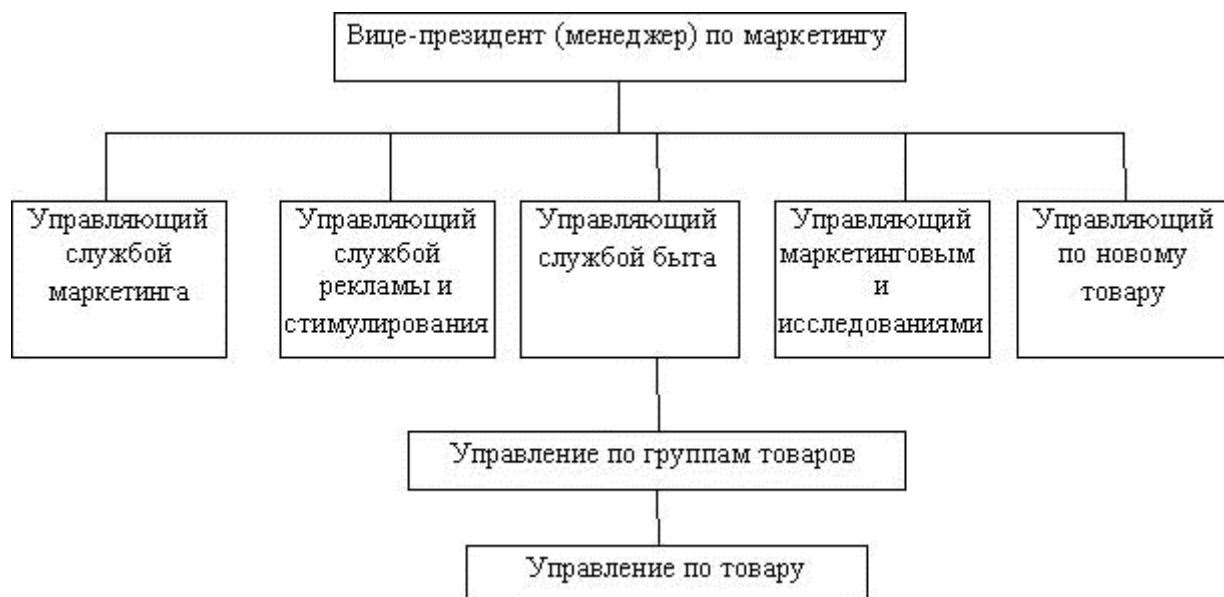 Вице-президент (менеджер) по маркетингу
Управляющий
службой
маркетинга
Управляющий
службой
рекламы и
стимулирования
Управляющий
службой быта
Управляющий
маркетинговым
и
исследованиями
Управляющий
по новому
товару
Управление по группам товаров
Управление по товару